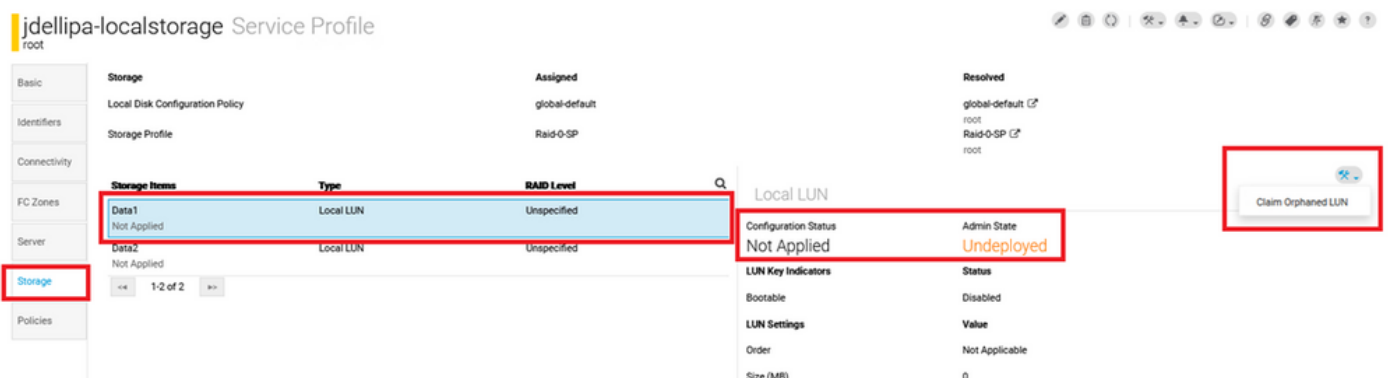 jdellipa-localstorage Service Profile
root
Basic
Identifiers
Connectivity
FC Zones
Server
Storage
Policies
Storage Assigned Resolved
Local Disk Configuration Policy global-default global-default
root
Storage Profile Raid-0-SP Raid-0-SP
root
Storage Items Type RAID Level
Data1 Local LUN Unspecified
Not Applied
Data2 Local LUN Unspecified
Not Applied
1-2 of 2
Claim Orphaned LUN
Local LUN
Configuration Status Admin State
Not Applied Undeployed
LUN Key Indicators Status
Bootable Disabled
LUN Settings Value
Order Not Applicable
Size (MB) 0